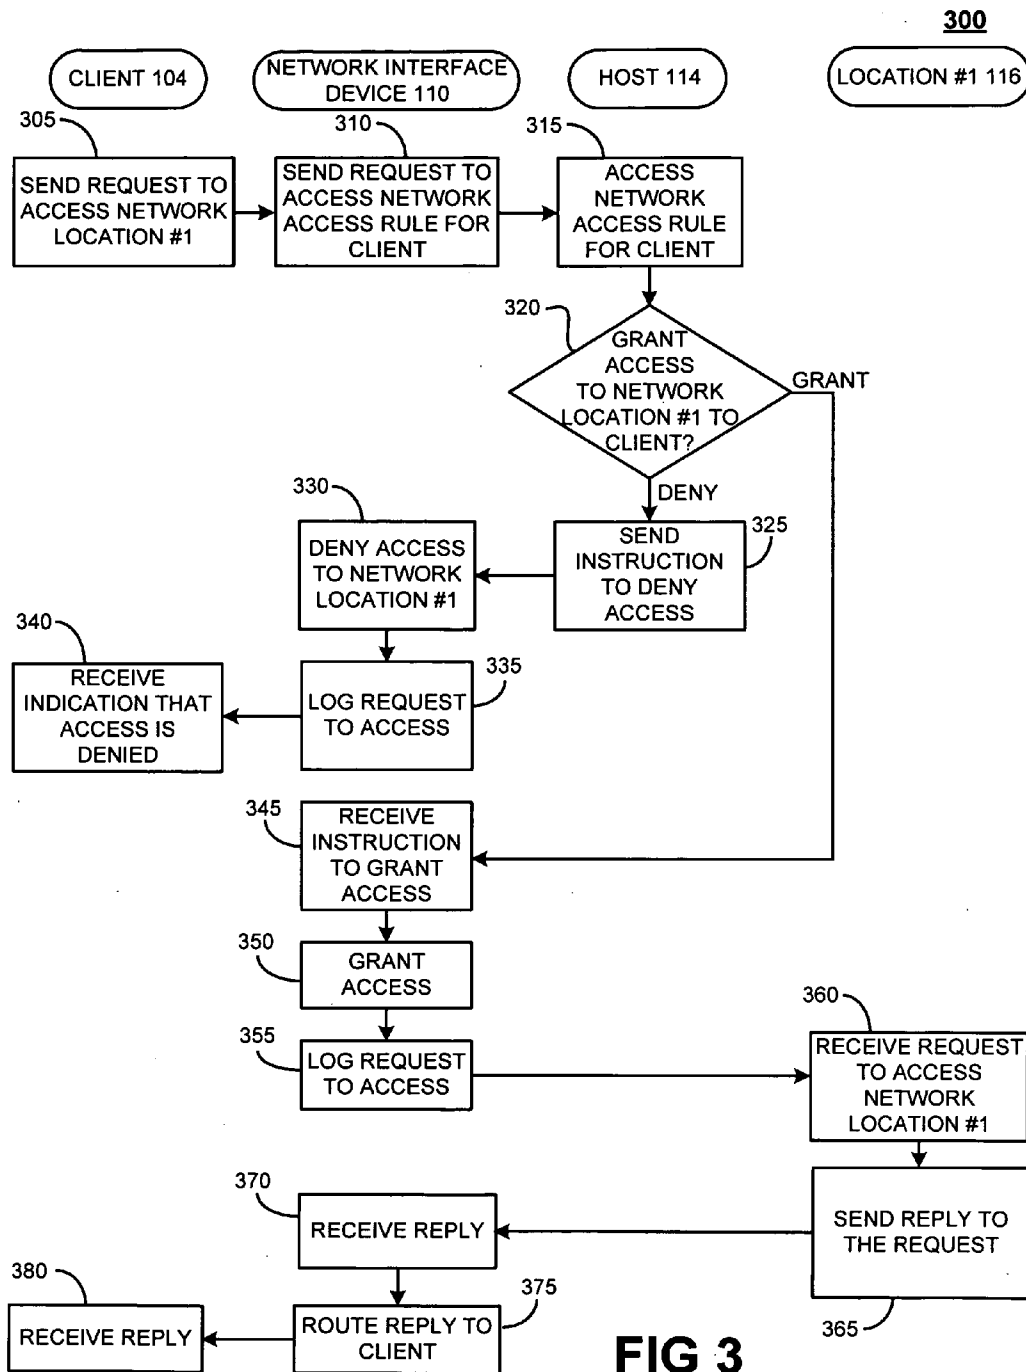 300
CLIENT 104
NETWORK INTERFACE
DEVICE 110
HOST 114
LOCATION #1 116
305
SEND REQUEST TO
ACCESS NETWORK
LOCATION #1
310
SEND REQUEST TO
ACCESS NETWORK
ACCESS RULE FOR
CLIENT
315
ACCESS
NETWORK
ACCESS RULE
FOR CLIENT
320
GRANT
ACCESS
TO NETWORK
LOCATION #1 TO
CLIENT?
GRANT
DENY
325
SEND
INSTRUCTION
TO DENY
ACCESS
330
DENY ACCESS
TO NETWORK
LOCATION #1
335
LOG REQUEST
TO ACCESS
340
RECEIVE
INDICATION THAT
ACCESS IS
DENIED
345
RECEIVE
INSTRUCTION
TO GRANT
ACCESS
350
GRANT
ACCESS
355
LOG REQUEST
TO ACCESS
360
RECEIVE REQUEST
TO ACCESS
NETWORK
LOCATION #1
SEND REPLY TO
THE REQUEST
365
370
RECEIVE REPLY
375
ROUTE REPLY TO
CLIENT
380
RECEIVE REPLY
FIG 3